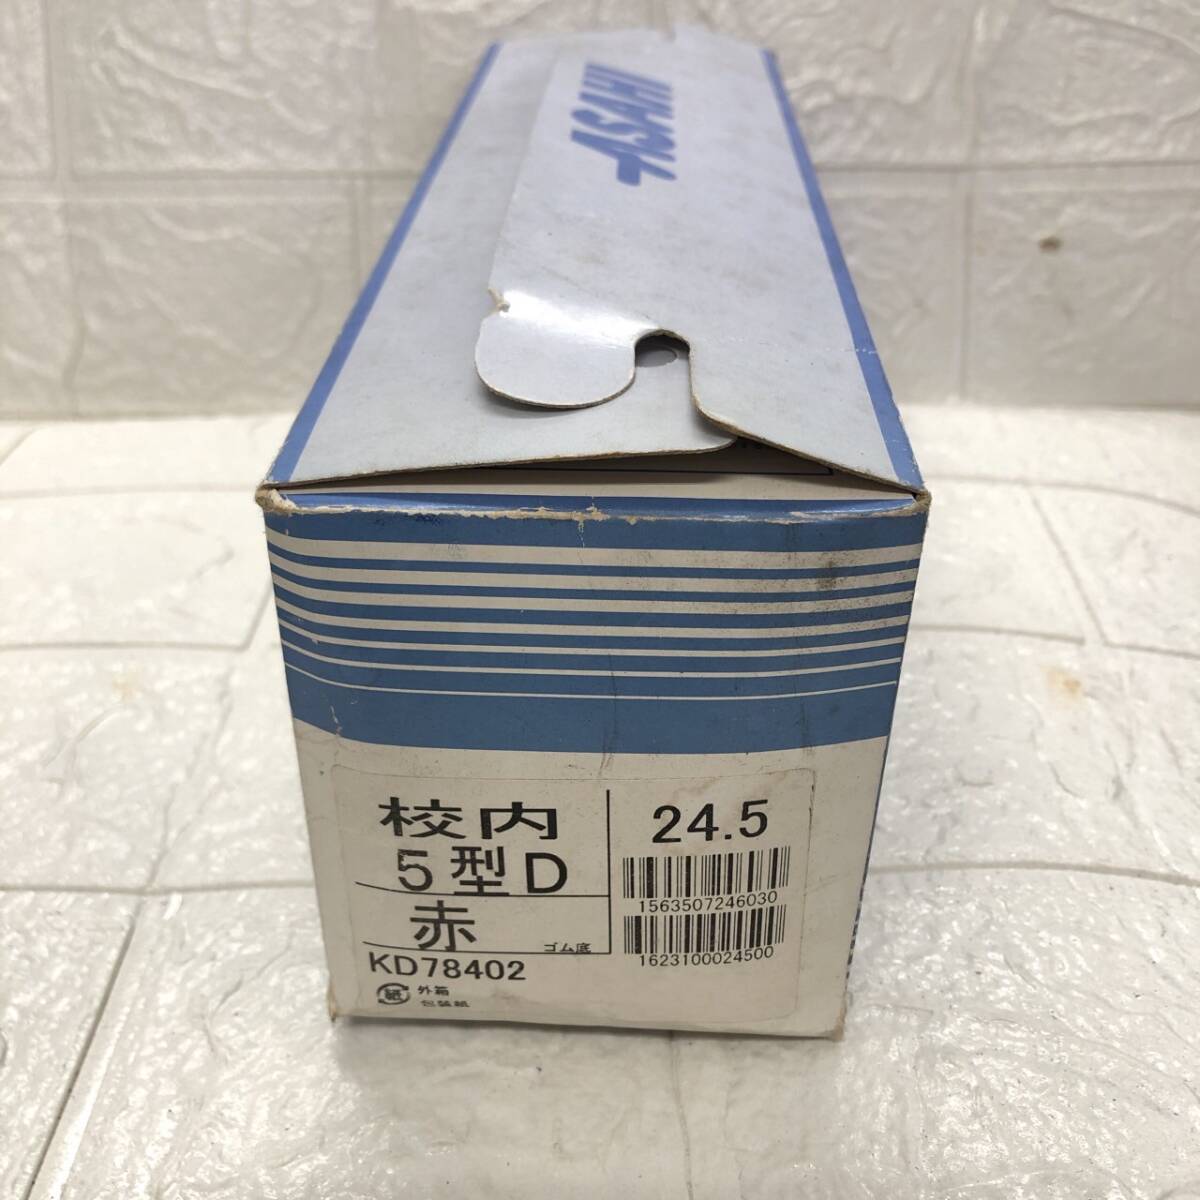 ASAHI
校内
5型D
赤
ゴム底
KD78402
紙 外箱
包装紙
24.5
1563507246030
1623100024500